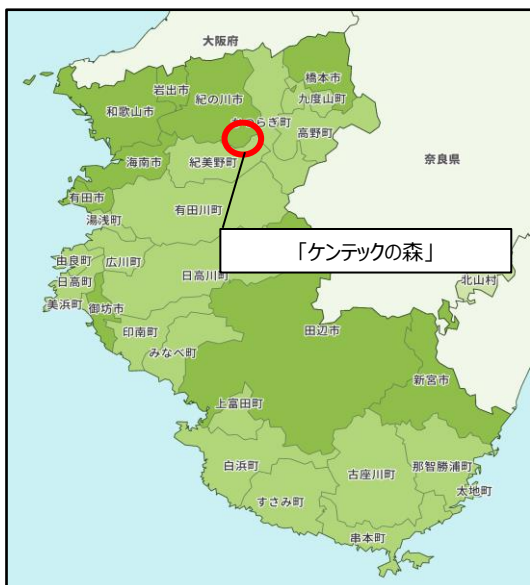 大阪府
橋本市
岩出市
紀の川市
九度山町
和歌山市
らぎ町
高野町
奈良県
海南市
紀美野町
有田市
有田川町
湯浅町
「ケンテックの森」
由良町
広川町
日高町
日高川町
北山村
美浜町
御坊市
田辺市
印南町
みなべ町
新宮市
上富田町
白浜町
古座川町
那智勝浦町
太地町
すさみ町
串本町